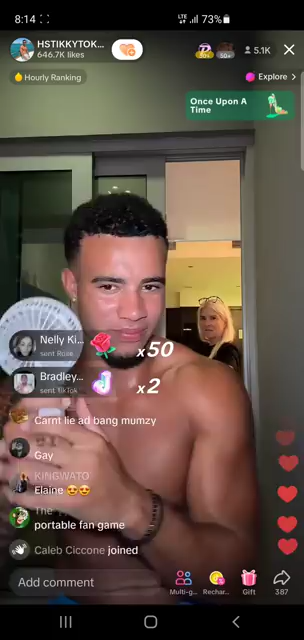 8:14
LTE
73%
HSTIKKYTOK...
646.7K likes
50+
5.1K
Hourly Ranking
Explore >
Once Upon A
Time
Nelly Ki...
sent Rose
x50
Bradley...
sent TikTok
x2
Carnt lie ad bang mumzy
Gay
KINGWATO
Elaine 😍😍
The
portable fan game
Caleb Ciccone joined
Add comment
Multi-g...
Rechar...
Gift
387